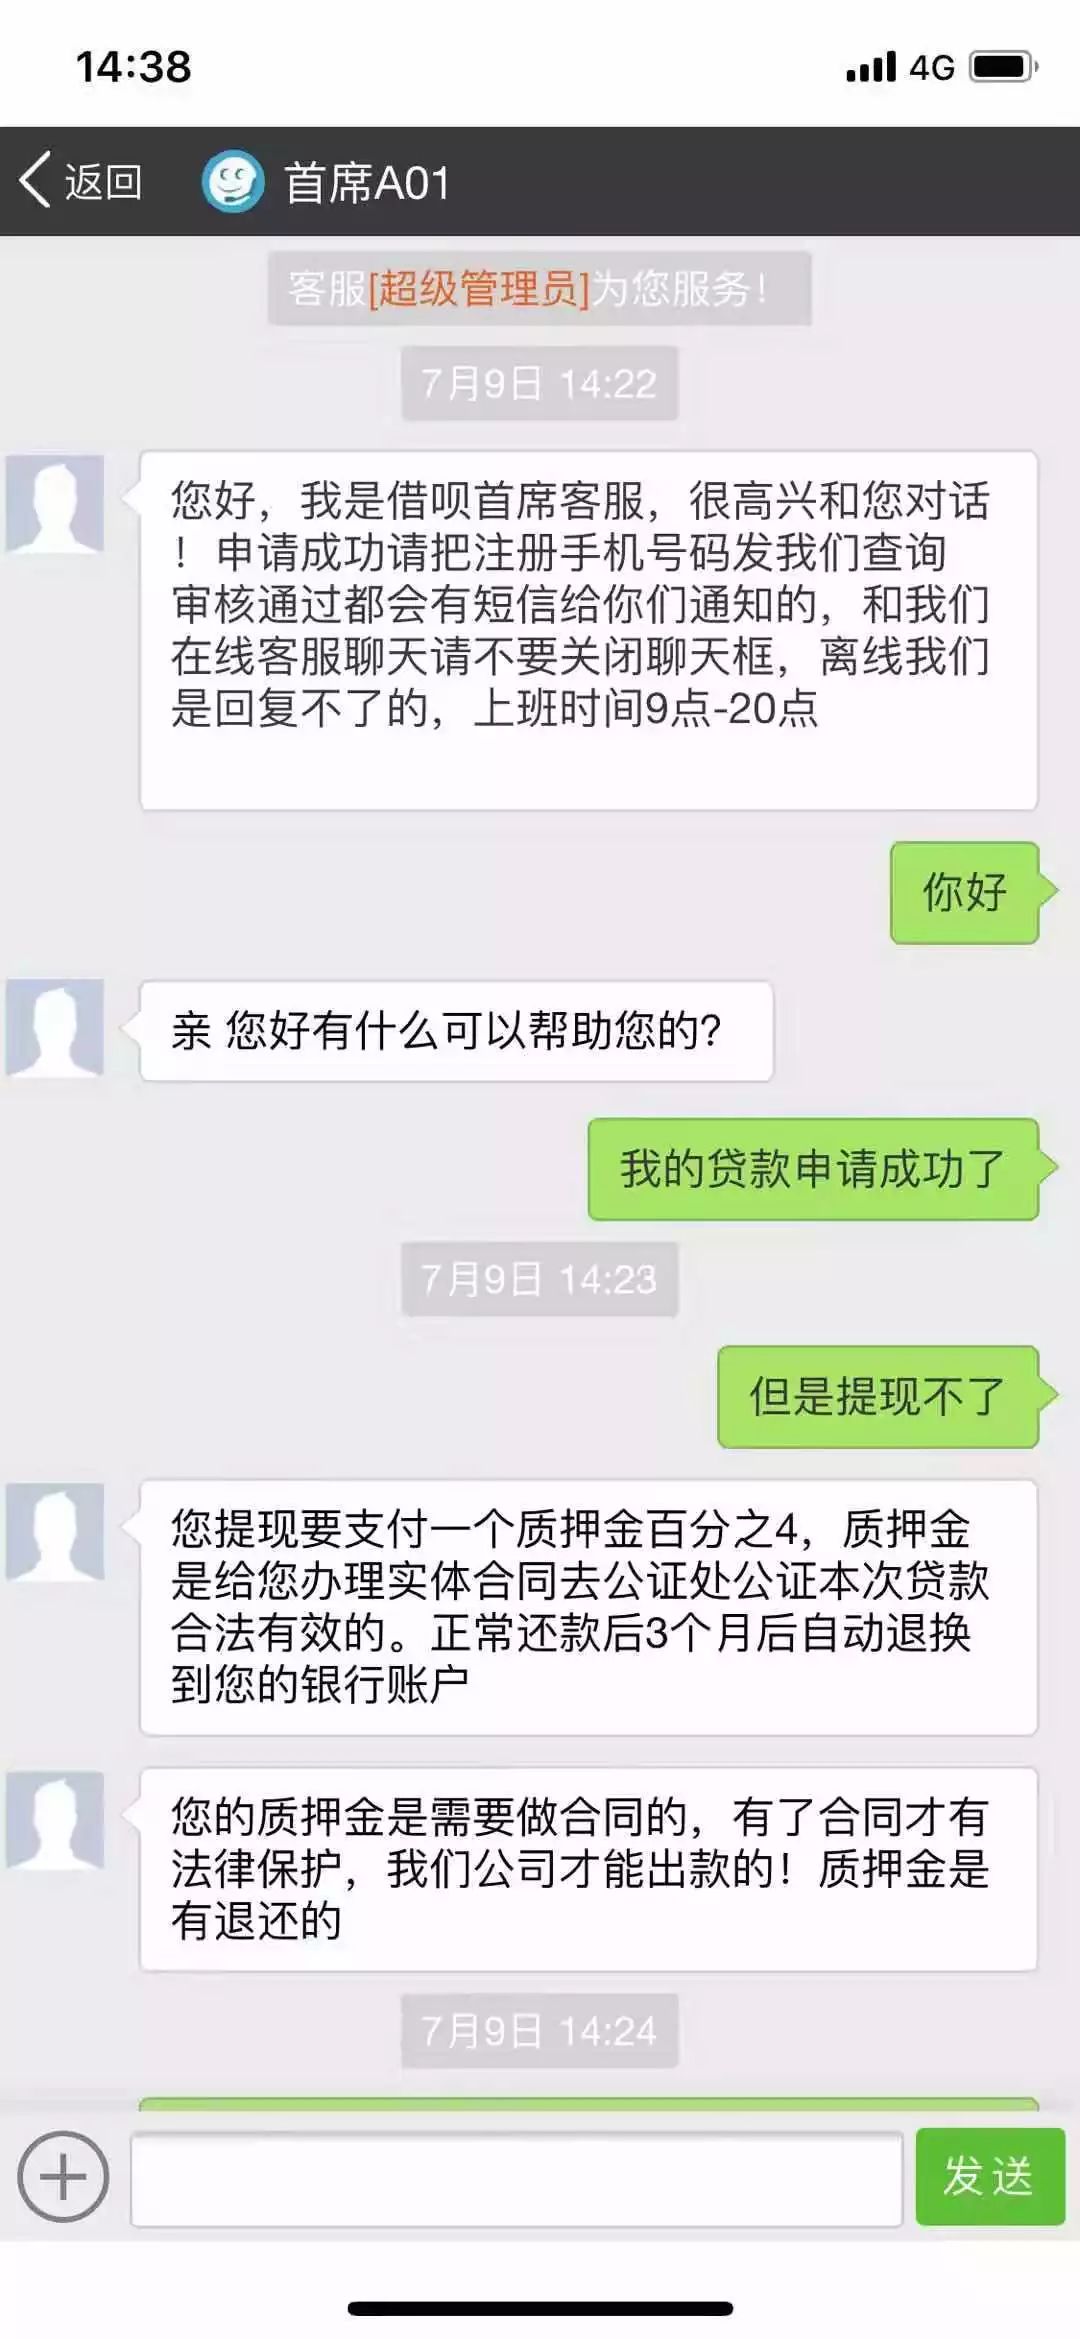 14:38
4G
返回
首席A01
客服[超级管理员]为您服务！
7月9日 14:22
您好，我是借呗首席客服，很高兴和您对话
！申请成功请把注册手机号码发我们查询
审核通过都会有短信给你们通知的，和我们
在线客服聊天请不要关闭聊天框，离线我们
是回复不了的，上班时间9点-20点
你好
亲 您好有什么可以帮助您的？
我的贷款申请成功了
7月9日 14:23
但是提现不了
您提现要支付一个质押金百分之4，质押金
是给您办理实体合同去公证处公证本次贷款
合法有效的。正常还款后3个月后自动退换
到您的银行账户
您的质押金是需要做合同的，有了合同才有
法律保护，我们公司才能出款的！质押金是
有退还的
7月9日 14:24
发送